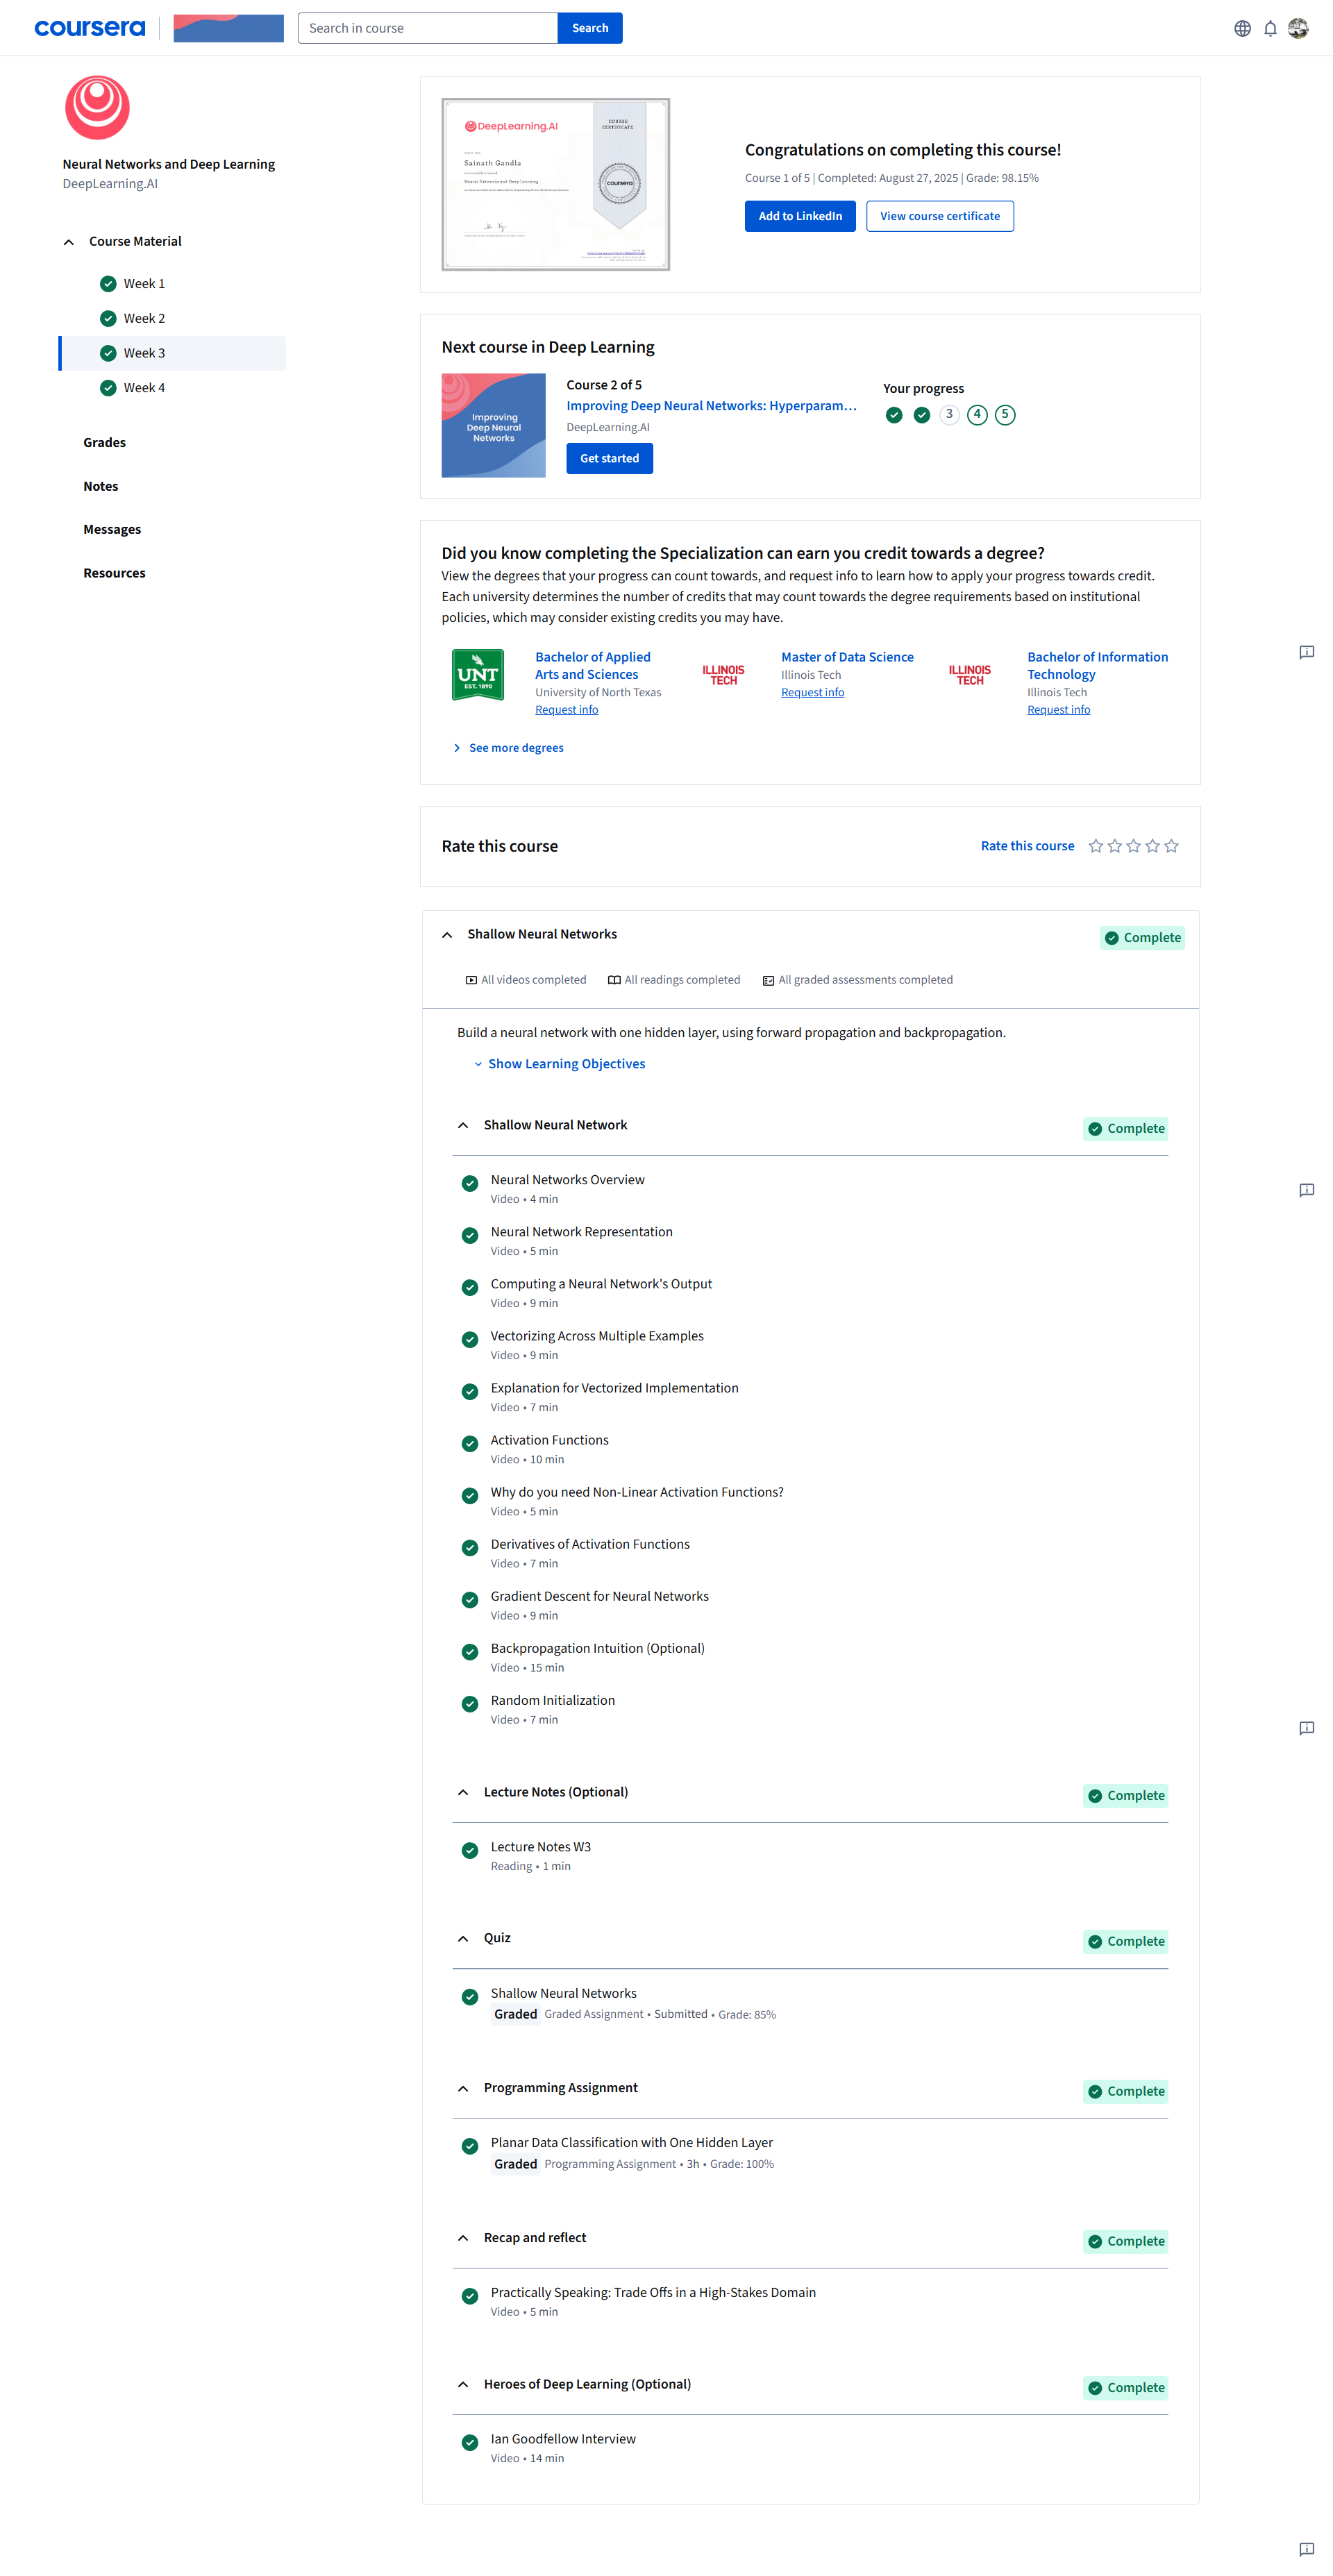 coursera
Search in course
Search
Neural Networks and Deep Learning
DeepLearning.AI
Course Material
Week 1
Week 2
Week 3
Week 4
Grades
Notes
Messages
Resources
DeepLearning.AI
COURSE
CERTIFICATE
Sainath Gandla
Neural Networks and Deep Learning
coursera
Congratulations on completing this course!
Course 1 of 5 | Completed: August 27, 2025 | Grade: 98.15%
Add to LinkedIn
View course certificate
Next course in Deep Learning
Improving
Deep Neural
Networks
Course 2 of 5
Improving Deep Neural Networks: Hyperparam...
DeepLearning.AI
Get started
Your progress
3 4 5
Did you know completing the Specialization can earn you credit towards a degree?
View the degrees that your progress can count towards, and request info to learn how to apply your progress towards credit.
Each university determines the number of credits that may count towards the degree requirements based on institutional
policies, which may consider existing credits you may have.
UNT
EST. 1890
Bachelor of Applied
Arts and Sciences
University of North Texas
Request info
ILLINOIS
TECH
Master of Data Science
Illinois Tech
Request info
ILLINOIS
TECH
Bachelor of Information
Technology
Illinois Tech
Request info
See more degrees
Rate this course
Rate this course
Shallow Neural Networks
Complete
All videos completed
All readings completed
All graded assessments completed
Build a neural network with one hidden layer, using forward propagation and backpropagation.
Show Learning Objectives
Shallow Neural Network
Complete
Neural Networks Overview
Video • 4 min
Neural Network Representation
Video • 5 min
Computing a Neural Network's Output
Video • 9 min
Vectorizing Across Multiple Examples
Video • 9 min
Explanation for Vectorized Implementation
Video • 7 min
Activation Functions
Video • 10 min
Why do you need Non-Linear Activation Functions?
Video • 5 min
Derivatives of Activation Functions
Video • 7 min
Gradient Descent for Neural Networks
Video • 9 min
Backpropagation Intuition (Optional)
Video • 15 min
Random Initialization
Video • 7 min
Lecture Notes (Optional)
Complete
Lecture Notes W3
Reading • 1 min
Quiz
Complete
Shallow Neural Networks
Graded Graded Assignment • Submitted • Grade: 85%
Programming Assignment
Complete
Planar Data Classification with One Hidden Layer
Graded Programming Assignment • 3h • Grade: 100%
Recap and reflect
Complete
Practically Speaking: Trade Offs in a High-Stakes Domain
Video • 5 min
Heroes of Deep Learning (Optional)
Complete
Ian Goodfellow Interview
Video • 14 min